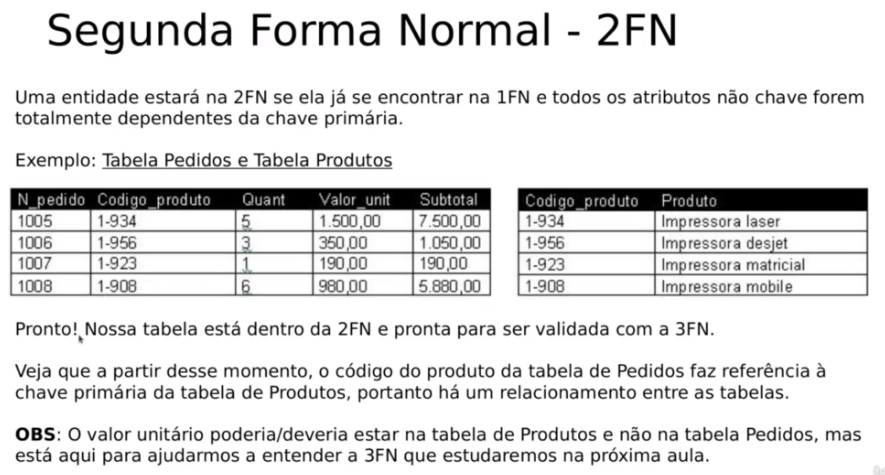 Segunda Forma Normal - 2FN
Uma entidade estará na 2FN se ela já se encontrar na 1FN e todos os atributos não chave forem
totalmente dependentes da chave primária.
Exemplo: Tabela Pedidos e Tabela Produtos
N_pedido Codigo_produto Quant Valor_unit Subtotal
1005 1-934 5 1.500,00 7.500,00
1006 1-956 3 350,00 1.050,00
1007 1-923 1 190,00 190,00
1008 1-908 6 980,00 5.880,00
Codigo_produto Produto
1-934 Impressora laser
1-956 Impressora desjet
1-923 Impressora matricial
1-908 Impressora mobile
Pronto! Nossa tabela está dentro da 2FN e pronta para ser validada com a 3FN.
Veja que a partir desse momento, o código do produto da tabela de Pedidos faz referência à
chave primária da tabela de Produtos, portanto há um relacionamento entre as tabelas.
OBS: O valor unitário poderia/deveria estar na tabela de Produtos e não na tabela Pedidos, mas
está aqui para ajudarmos a entender a 3FN que estudaremos na próxima aula.